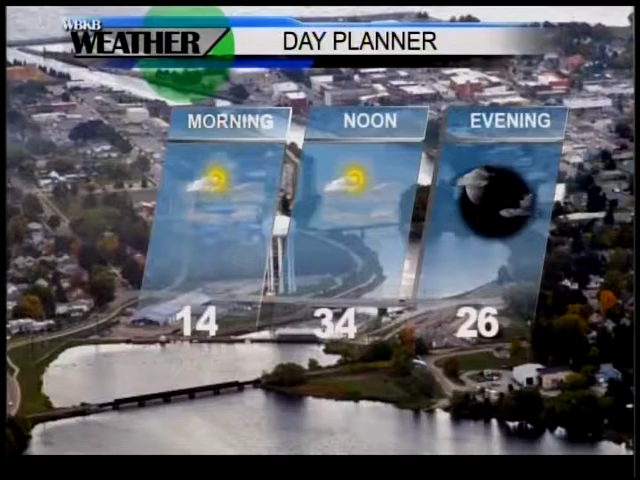 WBKB
WEATHER
DAY PLANNER
MORNING
NOON
EVENING
14
34
26